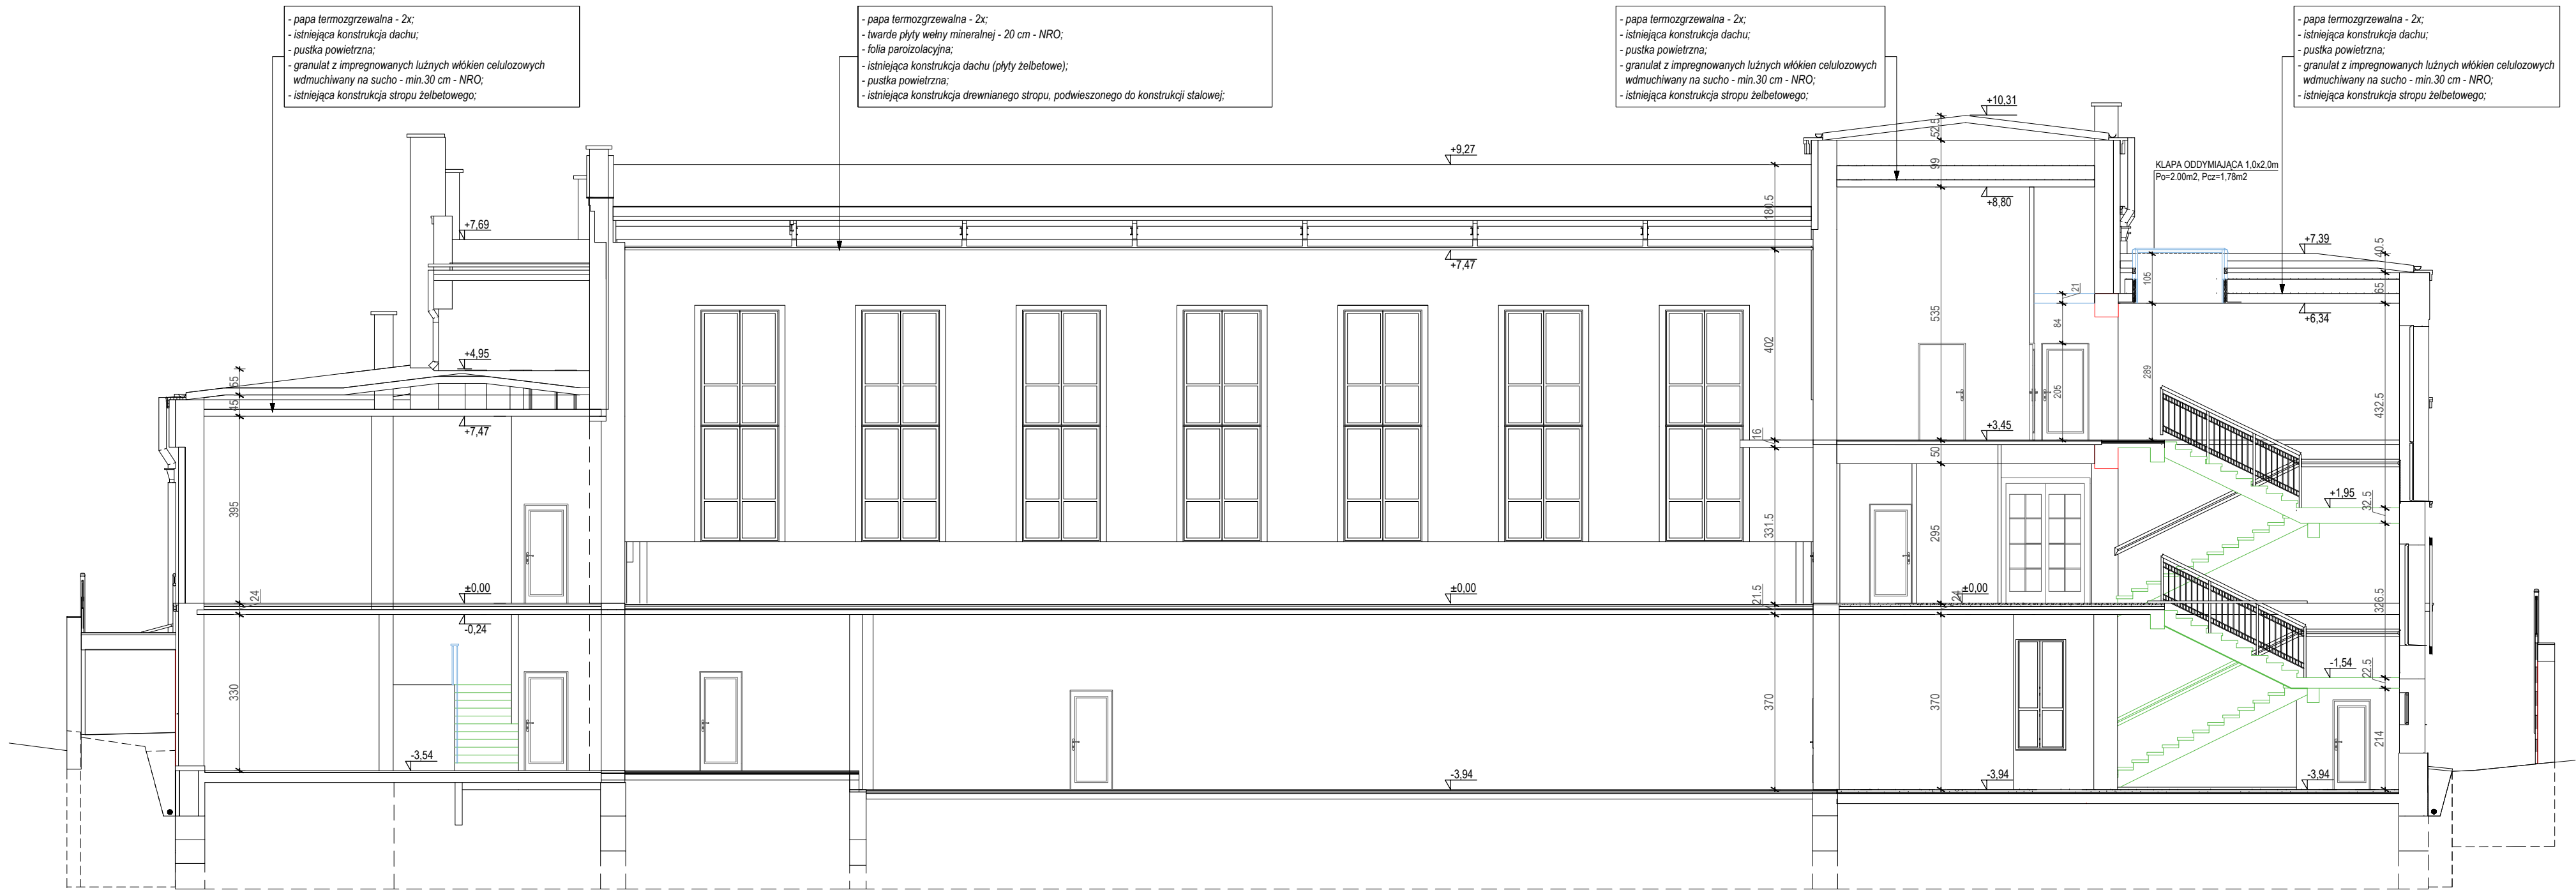 - papa termozgrzewalna - 2x;
- istniejąca konstrukcja dachu;
- pustka powietrzna;
- granulat z impregnowanych luźnych włókien celulozowych
wdmuchiwany na sucho - min.30 cm - NRO;
- istniejąca konstrukcja stropu żelbetowego;
- papa termozgrzewalna - 2x;
- twarde płyty wełny mineralnej - 20 cm - NRO;
- folia paroizolacyjna;
- istniejąca konstrukcja dachu (płyty żelbetowe);
- pustka powietrzna;
- istniejąca konstrukcja drewnianego stropu, podwieszonego do konstrukcji stalowej;
- papa termozgrzewalna - 2x;
- istniejąca konstrukcja dachu;
- pustka powietrzna;
- granulat z impregnowanych luźnych włókien celulozowych
wdmuchiwany na sucho - min.30 cm - NRO;
- istniejąca konstrukcja stropu żelbetowego;
- papa termozgrzewalna - 2x;
- istniejąca konstrukcja dachu;
- pustka powietrzna;
- granulat z impregnowanych luźnych włókien celulozowych
wdmuchiwany na sucho - min.30 cm - NRO;
- istniejąca konstrukcja stropu żelbetowego;
+10,31
52.5
+9,27
99
KLAPA ODDYMIAJĄCA 1,0x2,0m
Po=2.00m2, Pcz=1,78m2
+8,80
180.5
+7,69
+7,39
40.5
+7,47
105
65
21
+6,34
535
84
402
+4,95
55
289
205
45
432.5
+7,47
+3,45
16
50
395
+1,95
32.5
331.5
295
±0,00
24
±0,00
21.5
24
±0,00
326.5
-0,24
-1,54
22.5
330
370
370
214
-3,54
-3,94
-3,94
-3,94